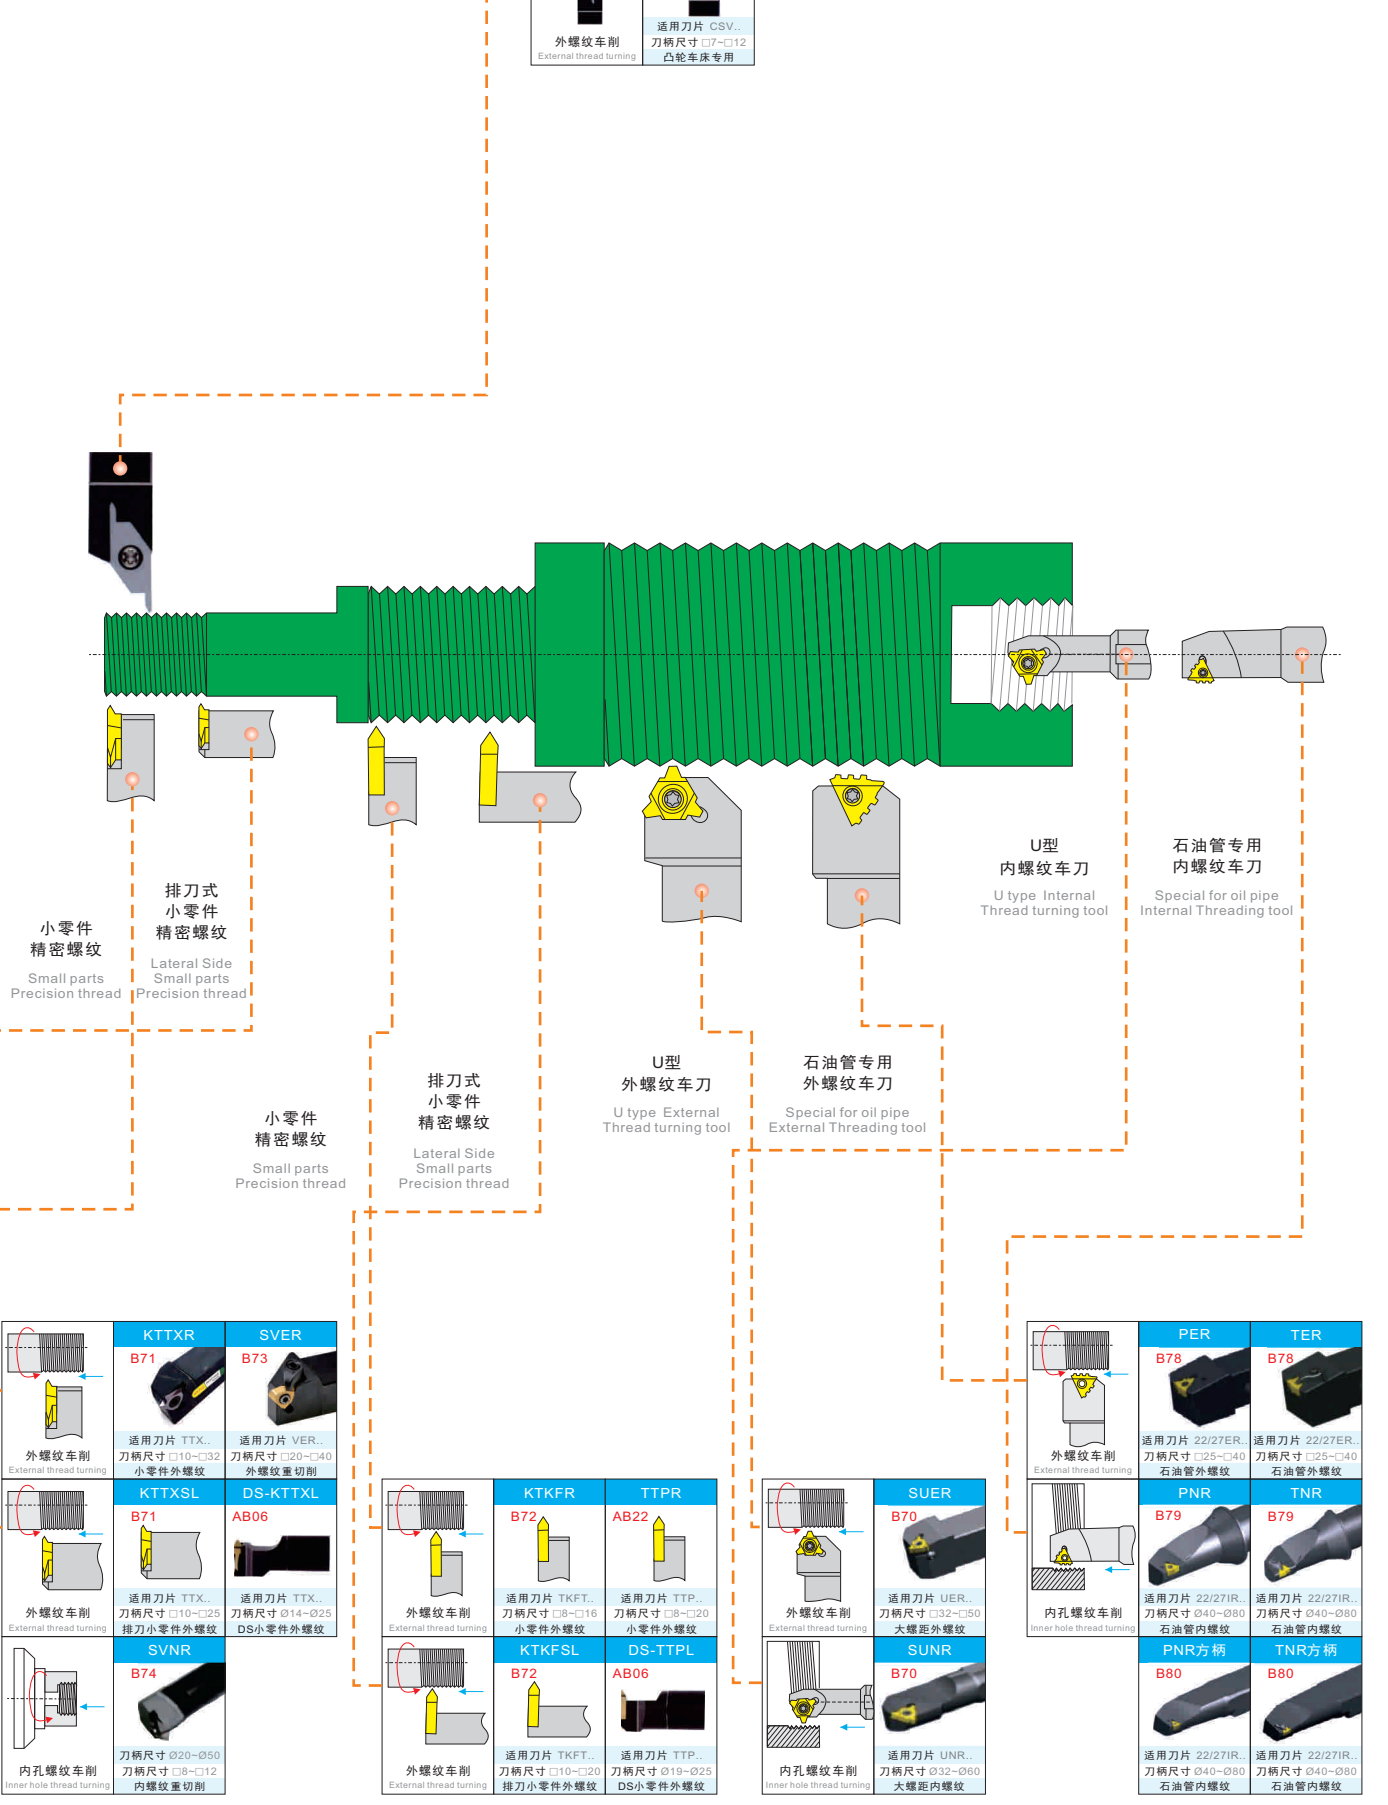 外螺纹车削
External thread turning
适用刀片 CSV..
刀柄尺寸 □7~□12
凸轮车床专用
U型
内螺纹车刀
U type Internal
Thread turning tool
石油管专用
内螺纹车刀
Special for oil pipe
Internal Threading tool
小零件
精密螺纹
Small parts
Precision thread
排刀式
小零件
精密螺纹
Lateral Side
Small parts
Precision thread
小零件
精密螺纹
Small parts
Precision thread
排刀式
小零件
精密螺纹
Lateral Side
Small parts
Precision thread
U型
外螺纹车刀
U type External
Thread turning tool
石油管专用
外螺纹车刀
Special for oil pipe
External Threading tool
外螺纹车削
External thread turning
KTTXR
B71
适用刀片 TTX..
刀柄尺寸 □10~□32
小零件外螺纹
SVER
B73
适用刀片 VER..
刀柄尺寸 □20~□40
外螺纹重切削
外螺纹车削
External thread turning
KTTXSL
B71
适用刀片 TTX..
刀柄尺寸 □10~□25
排刀小零件外螺纹
DS-KTTXL
AB06
适用刀片 TTX..
刀柄尺寸 Ø14~Ø25
DS小零件外螺纹
内孔螺纹车削
Inner hole thread turning
SVNR
B74
刀柄尺寸 Ø20~Ø50
刀柄尺寸 □8~□12
内螺纹重切削
外螺纹车削
External thread turning
KTKFR
B72
适用刀片 TKFT..
刀柄尺寸 □8~□16
小零件外螺纹
TTPR
AB22
适用刀片 TTP..
刀柄尺寸 □8~□20
小零件外螺纹
外螺纹车削
External thread turning
KTKFSL
B72
适用刀片 TKFT..
刀柄尺寸 □10~□20
排刀小零件外螺纹
DS-TTPL
AB06
适用刀片 TTP..
刀柄尺寸 Ø19~Ø25
DS小零件外螺纹
外螺纹车削
External thread turning
SUER
B70
适用刀片 UER..
刀柄尺寸 □32~□50
大螺距外螺纹
内孔螺纹车削
Inner hole thread turning
SUNR
B70
适用刀片 UNR..
刀柄尺寸 Ø32~Ø60
大螺距内螺纹
外螺纹车削
External thread turning
PER
B78
适用刀片 22/27ER..
刀柄尺寸 □25~□40
石油管外螺纹
TER
B78
适用刀片 22/27ER..
刀柄尺寸 □25~□40
石油管外螺纹
内孔螺纹车削
Inner hole thread turning
PNR
B79
适用刀片 22/27IR..
刀柄尺寸 Ø40~Ø80
石油管内螺纹
TNR
B79
适用刀片 22/27IR..
刀柄尺寸 Ø40~Ø80
石油管内螺纹
PNR方柄
B80
适用刀片 22/27IR..
刀柄尺寸 Ø40~Ø80
石油管内螺纹
TNR方柄
B80
适用刀片 22/27IR..
刀柄尺寸 Ø40~Ø80
石油管内螺纹